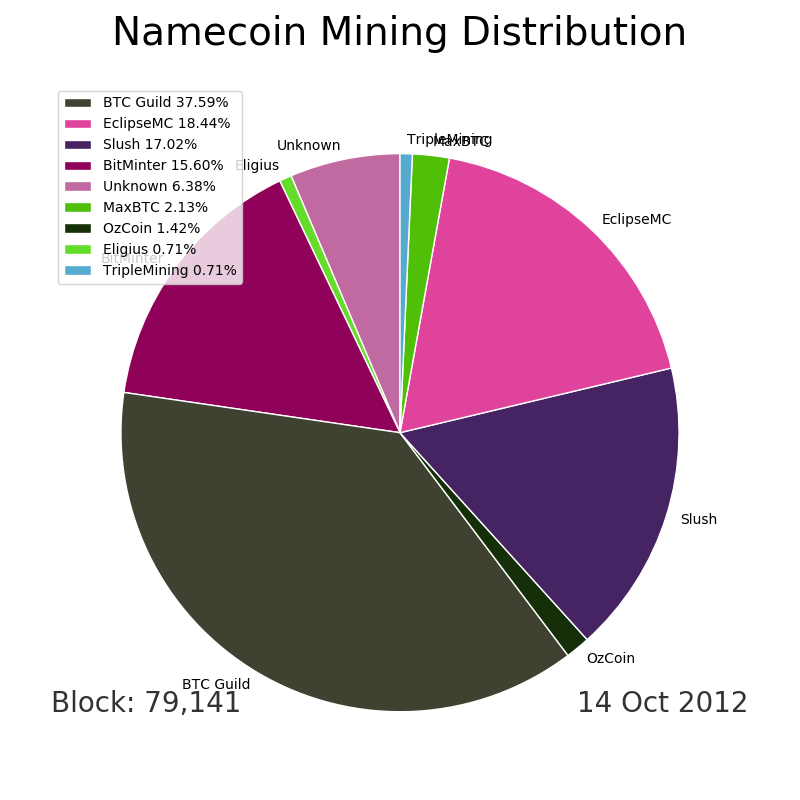 Namecoin Mining Distribution
BTC Guild 37.59%
EclipseMC 18.44%
Slush 17.02%
BitMinter 15.60%
Unknown 6.38%
MaxBTC 2.13%
OzCoin 1.42%
Eligius 0.71%
TripleMining 0.71%
TripleMining
MaxBTC
Unknown
Eligius
EclipseMC
BitMinter
Slush
OzCoin
BTC Guild
Block: 79,141
14 Oct 2012